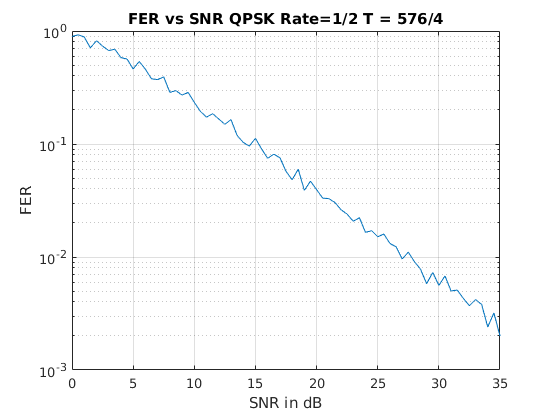 FER vs SNR QPSK Rate=1/2 T = 576/4
10^0
10^-1
10^-2
10^-3
FER
0 5 10 15 20 25 30 35
SNR in dB